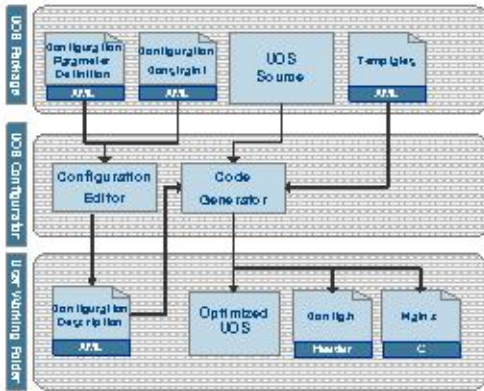 UOS Package
Configuration
Parameter
Definition
XML
Configuration
Constraint
XML
UOS
Source
Templates
XML
UOS Configurator
Configuration
Editor
Code
Generator
User Working Folder
Configuration
Description
XML
Optimized
UOS
Config.h
Header
Main.c
C